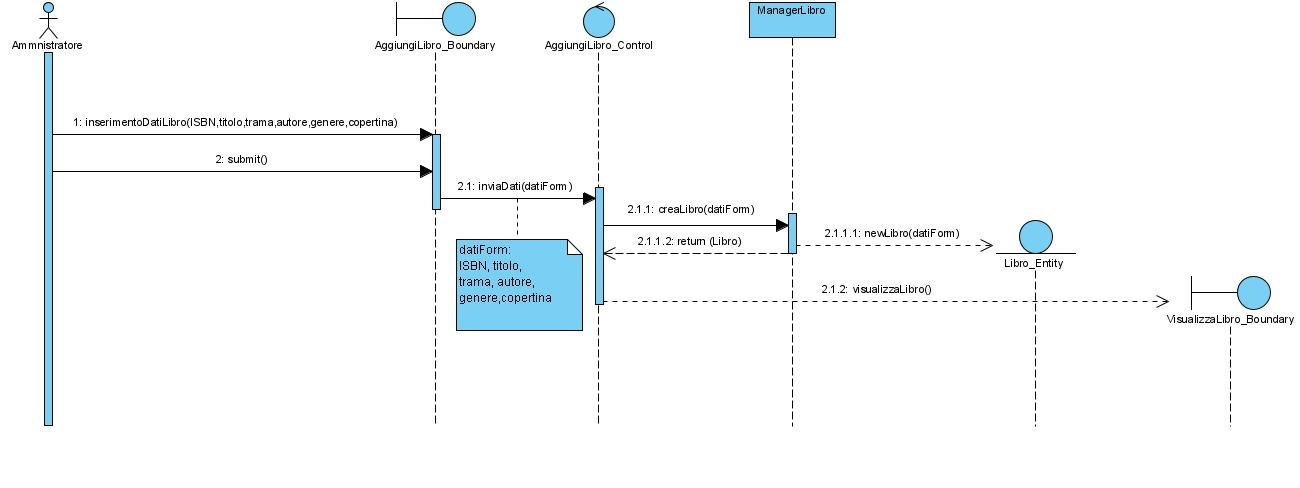 ManagerLibro
Ammnistratore
AggiungiLibro_Boundary
AggiungiLibro_Control
1: inserimentoDatiLibro(ISBN,titolo,trama,autore,genere,copertina)
2: submit()
2.1: inviaDati(datiForm)
2.1.1: creaLibro(datiForm)
2.1.1.1: newLibro(datiForm)
2.1.1.2: return (Libro)
datiForm:
ISBN, titolo,
trama, autore,
genere,copertina
Libro_Entity
2.1.2: visualizzaLibro()
VisualizzaLibro_Boundary